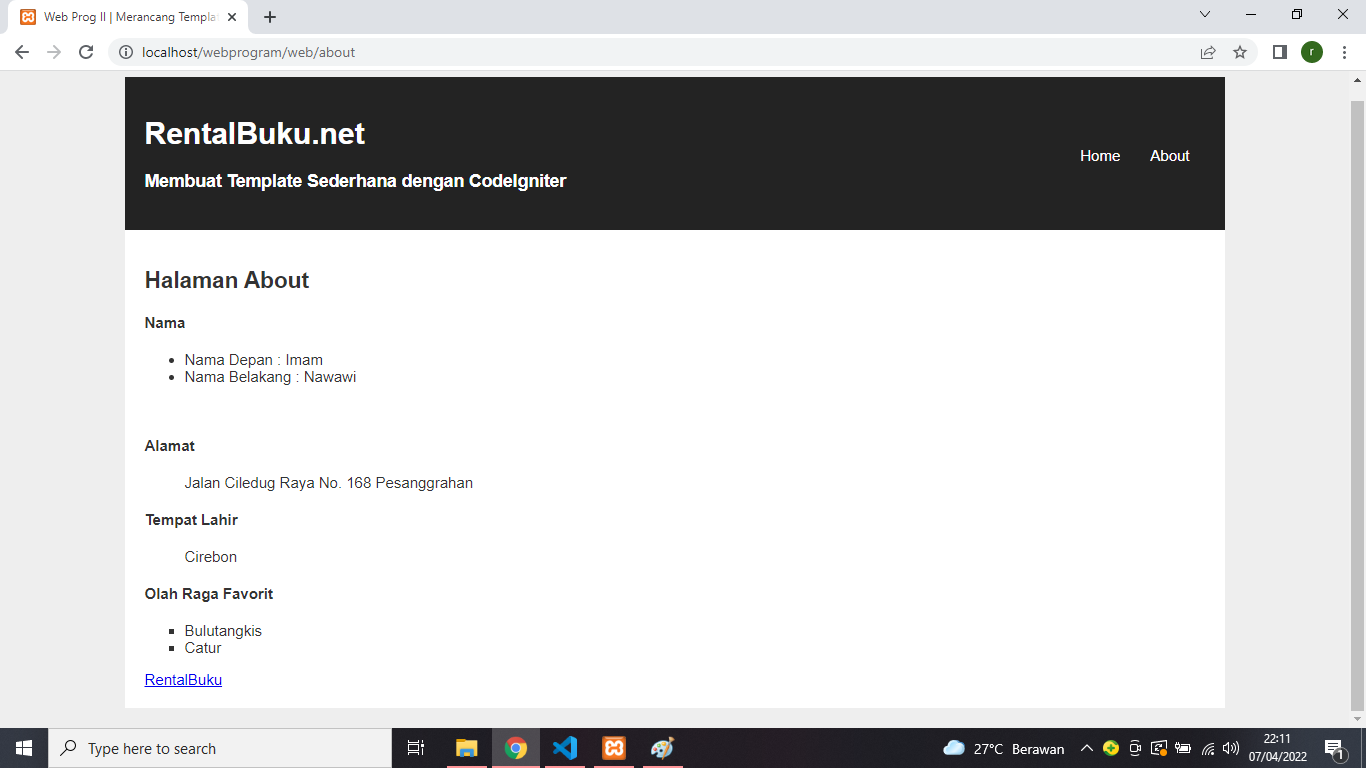 Web Prog II | Merancang Templa
localhost/webprogram/web/about
r
RentalBuku.net
Membuat Template Sederhana dengan CodeIgniter
Home About
Halaman About
Nama
Nama Depan : Imam
Nama Belakang : Nawawi
Alamat
Jalan Ciledug Raya No. 168 Pesanggrahan
Tempat Lahir
Cirebon
Olah Raga Favorit
Bulutangkis
Catur
RentalBuku
Type here to search
27°C Berawan
22:11
07/04/2022
1